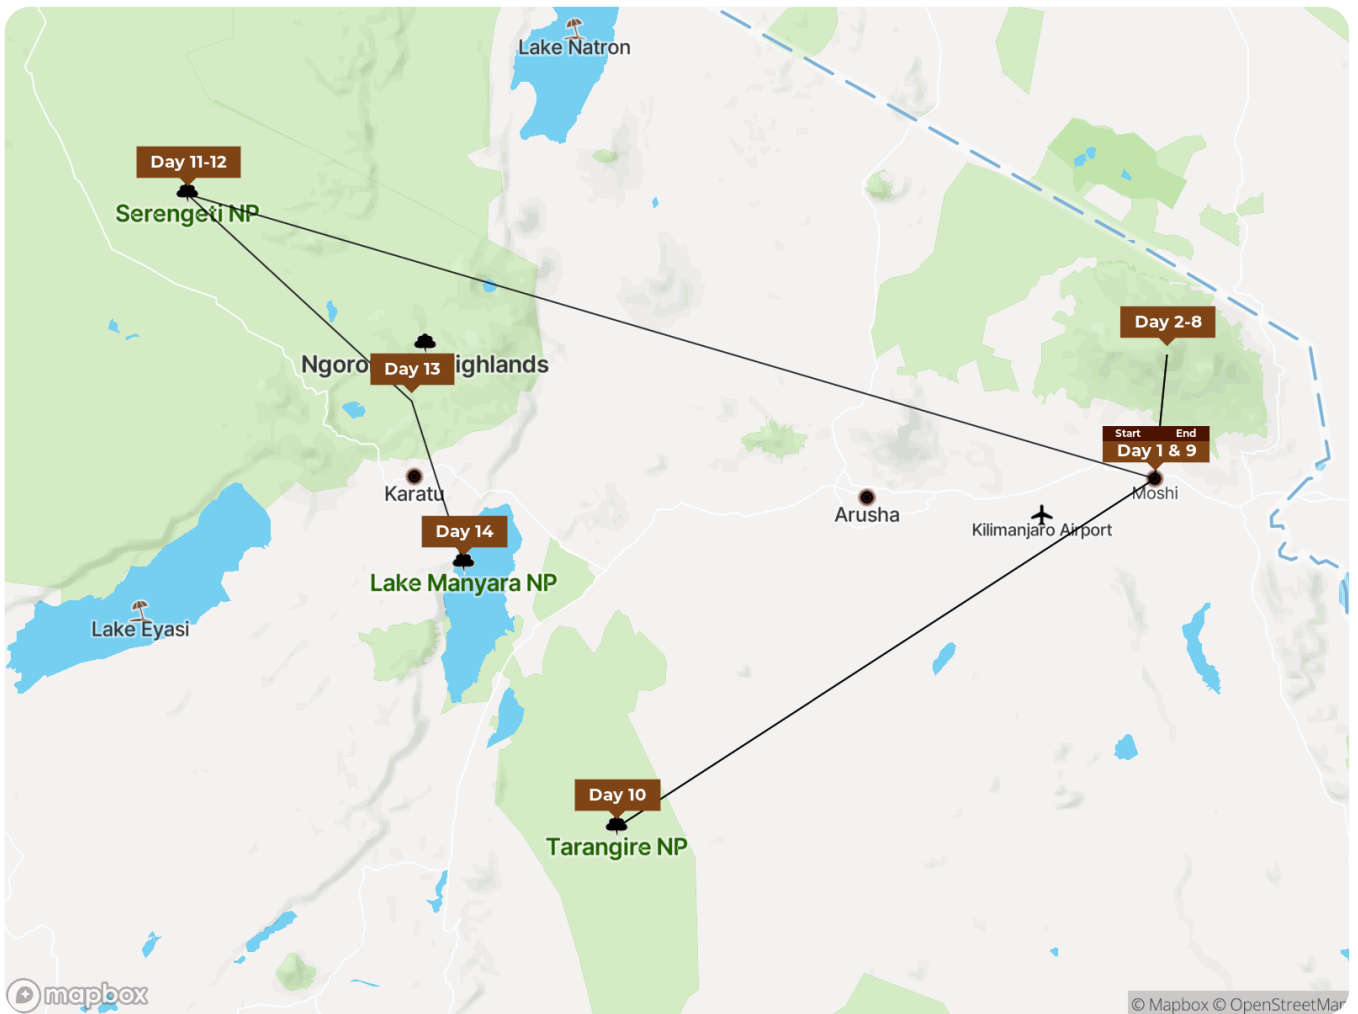 Lake Natron
Day 11-12
Serengeti NP
Day 2-8
Ngoro ighlands
Day 13
Start End
Day 1 & 9
Moshi
Karatu
Arusha
Kilimanjaro Airport
Day 14
Lake Manyara NP
Lake Eyasi
Day 10
Tarangire NP
mapbox
© Mapbox © OpenStreetMap